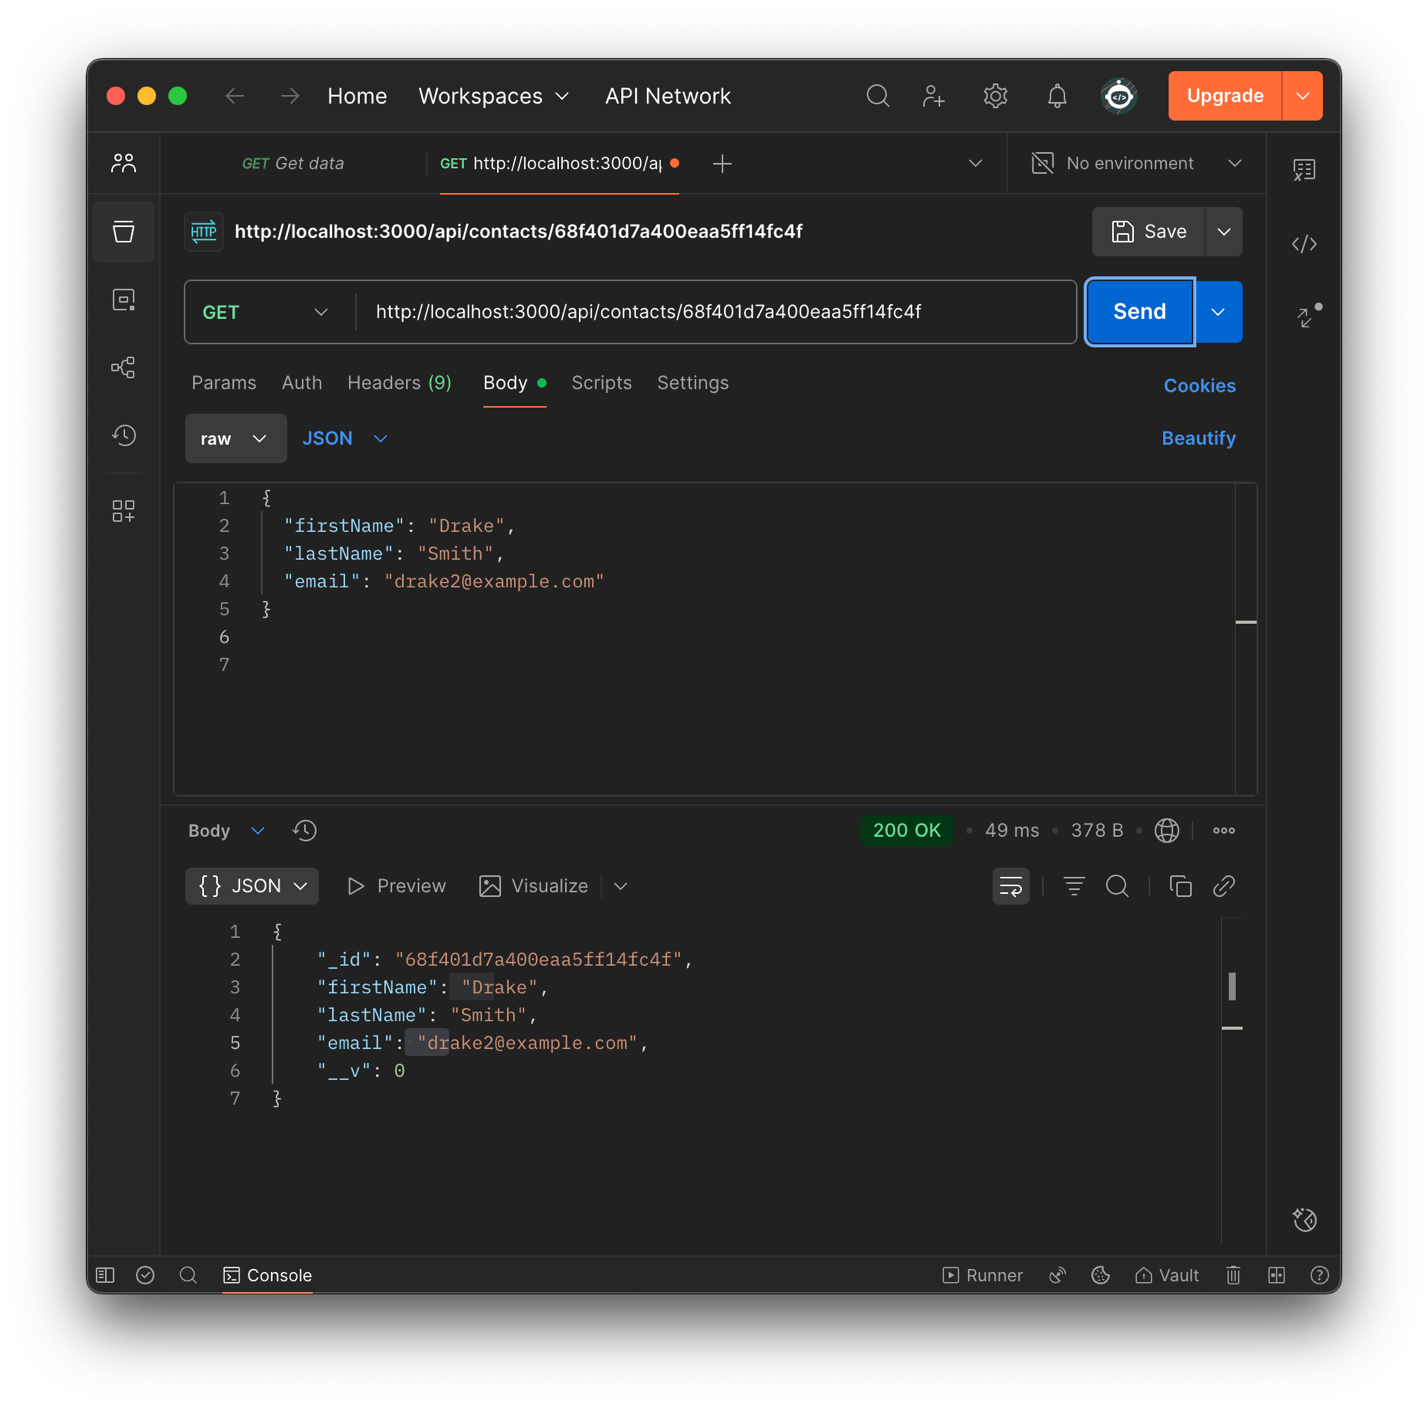 Home Workspaces API Network Upgrade
GET Get data GET http://localhost:3000/ap No environment
HTTP http://localhost:3000/api/contacts/68f401d7a400eaa5ff14fc4f Save
GET http://localhost:3000/api/contacts/68f401d7a400eaa5ff14fc4f Send
Params Auth Headers (9) Body Scripts Settings Cookies
raw JSON Beautify
1 {
2 "firstName": "Drake",
3 "lastName": "Smith",
4 "email": "drake2@example.com"
5 }
6
7
Body 200 OK • 49 ms • 378 B •
{} JSON Preview Visualize
1 {
2 "_id": "68f401d7a400eaa5ff14fc4f",
3 "firstName": "Drake",
4 "lastName": "Smith",
5 "email": "drake2@example.com",
6 "__v": 0
7 }
Console Runner Vault